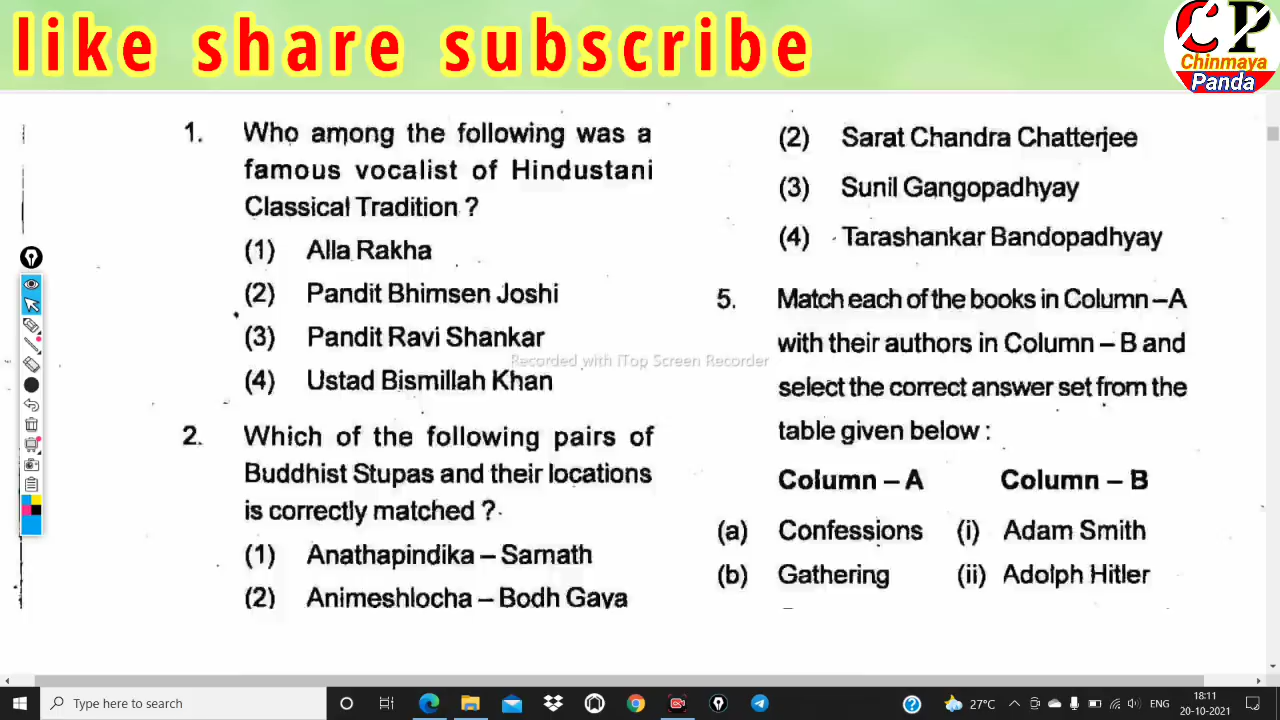 like share subscribe
CP
Chinmaya
Panda
1. Who among the following was a
famous vocalist of Hindustani
Classical Tradition ?
(1) Alla Rakha
(2) Pandit Bhimsen Joshi
(3) Pandit Ravi Shankar
(4) Ustad Bismillah Khan
2. Which of the following pairs of
Buddhist Stupas and their locations
is correctly matched ?
(1) Anathapindika – Sarnath
(2) Animeshlocha – Bodh Gaya
(2) Sarat Chandra Chatterjee
(3) Sunil Gangopadhyay
(4) Tarashankar Bandopadhyay
5. Match each of the books in Column –A
with their authors in Column – B and
select the correct answer set from the
table given below :
Column – A Column – B
(a) Confessions (i) Adam Smith
(b) Gathering (ii) Adolph Hitler
Recorded with iTop Screen Recorder
Type here to search
27°C
ENG
18:11
20-10-2021